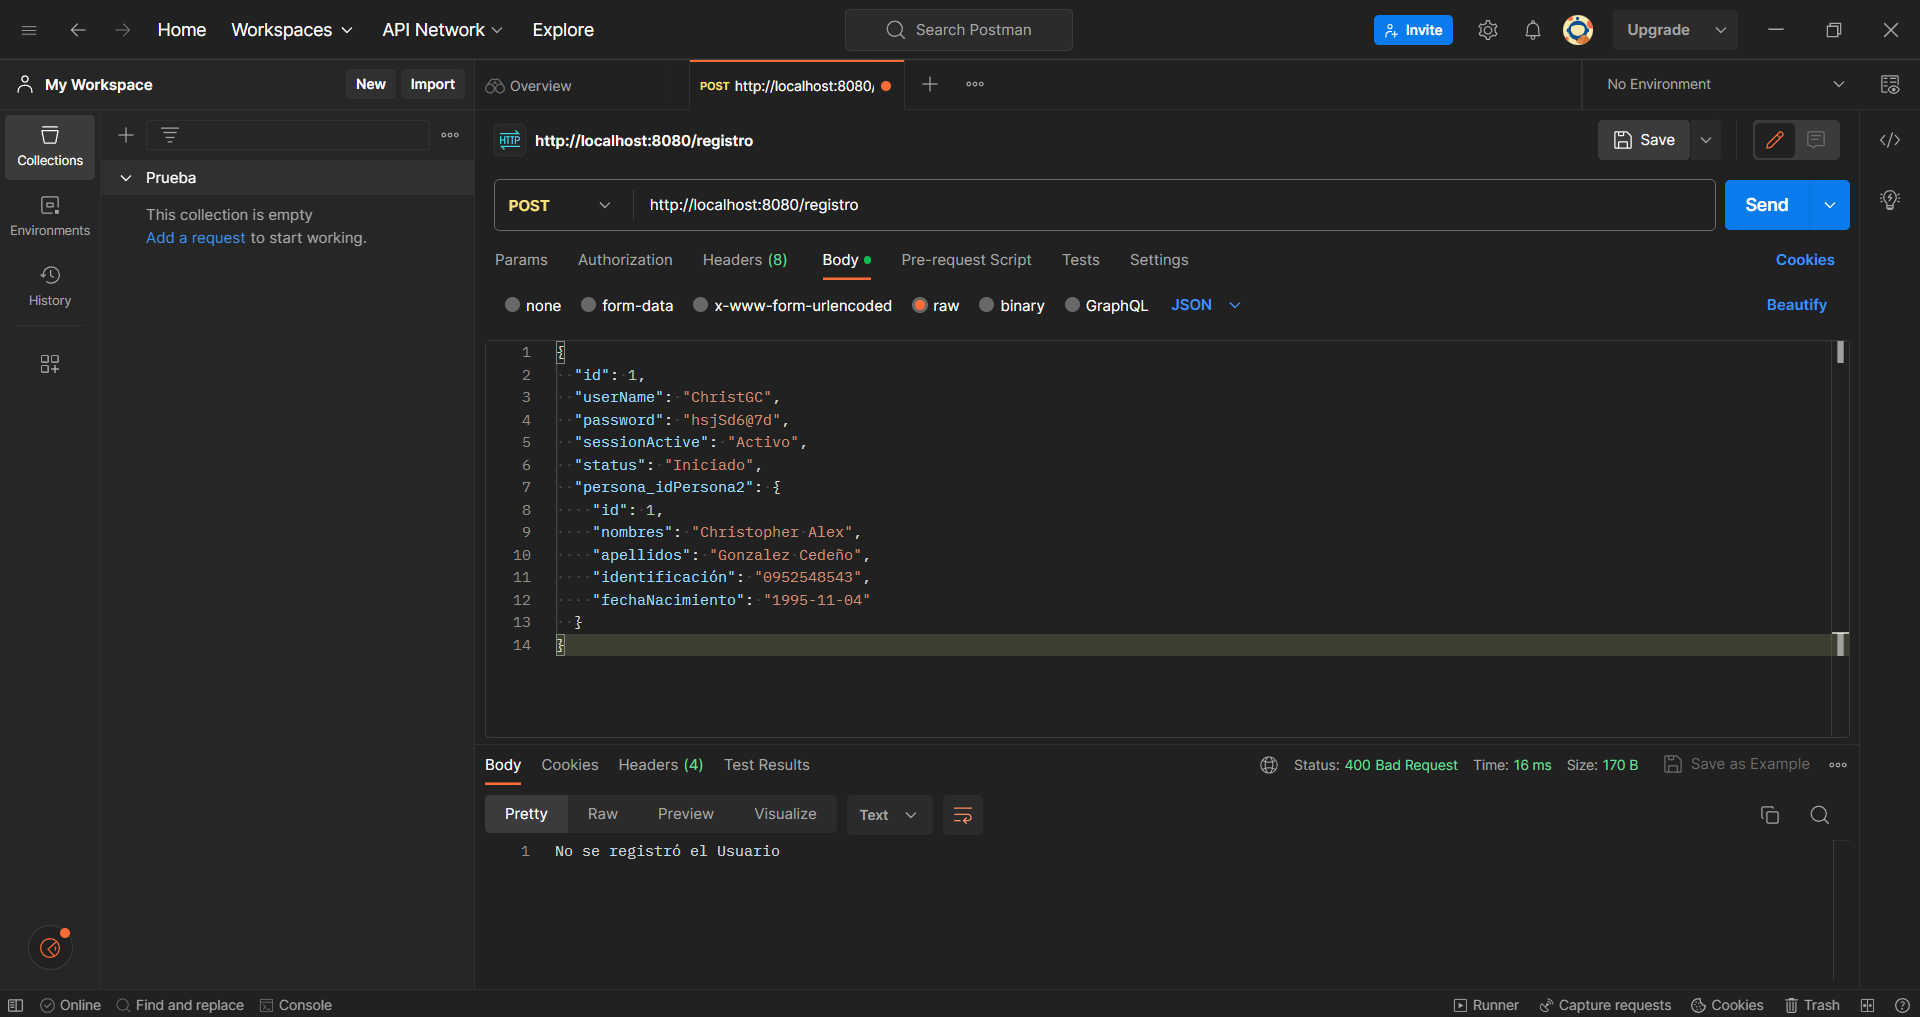 Home Workspaces API Network Explore Search Postman Invite Upgrade
My Workspace New Import Overview POST http://localhost:8080/ No Environment
Collections
Environments
History
Prueba
This collection is empty
Add a request to start working.
HTTP http://localhost:8080/registro Save
POST http://localhost:8080/registro Send
Params Authorization Headers (8) Body Pre-request Script Tests Settings Cookies
none form-data x-www-form-urlencoded raw binary GraphQL JSON Beautify
1 {
2 "id": 1,
3 "userName": "ChristGC",
4 "password": "hsjSd6@7d",
5 "sessionActive": "Activo",
6 "status": "Iniciado",
7 "persona_idPersona2": {
8 "id": 1,
9 "nombres": "Christopher Alex",
10 "apellidos": "Gonzalez Cedeño",
11 "identificación": "0952548543",
12 "fechaNacimiento": "1995-11-04"
13 }
14 }
Body Cookies Headers (4) Test Results Status: 400 Bad Request Time: 16 ms Size: 170 B Save as Example
Pretty Raw Preview Visualize Text
1 No se registró el Usuario
Online Find and replace Console Runner Capture requests Cookies Trash